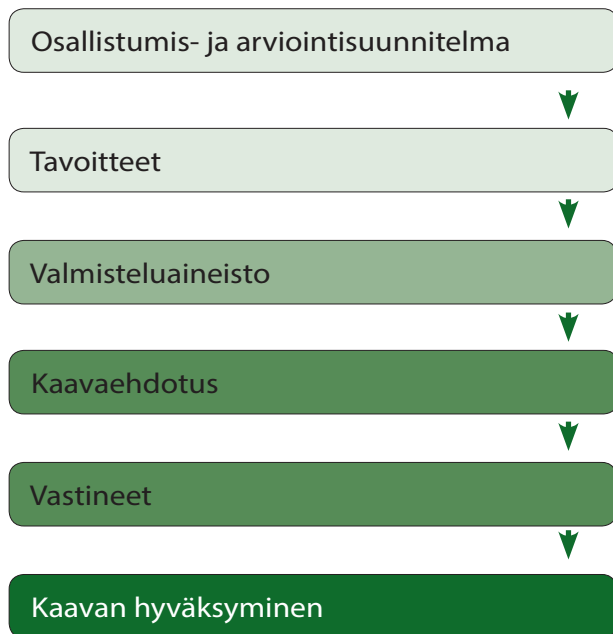 Osallistumis- ja arviointisuunnitelma
Tavoitteet
Valmisteluaineisto
Kaavaehdotus
Vastineet
Kaavan hyväksyminen